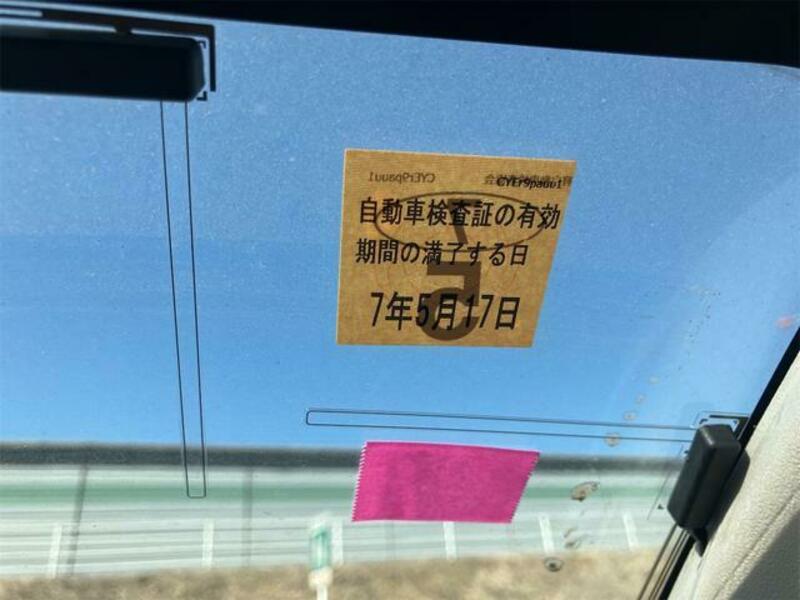 CYEr9pauu1
自動車検査証の有効
期間の満了する日
7年5月17日